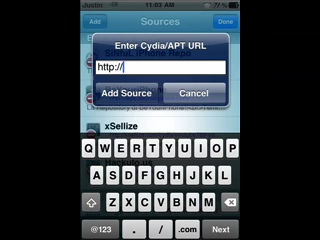 Justin
11:03 AM
Add
Sources
Done
Enter Cydia/APT URL
http://
Add Source
Cancel
xSellize
Q W E R T Y U I O P
A S D F G H J K L
Z X C V B N M
@123
/
.com
Next